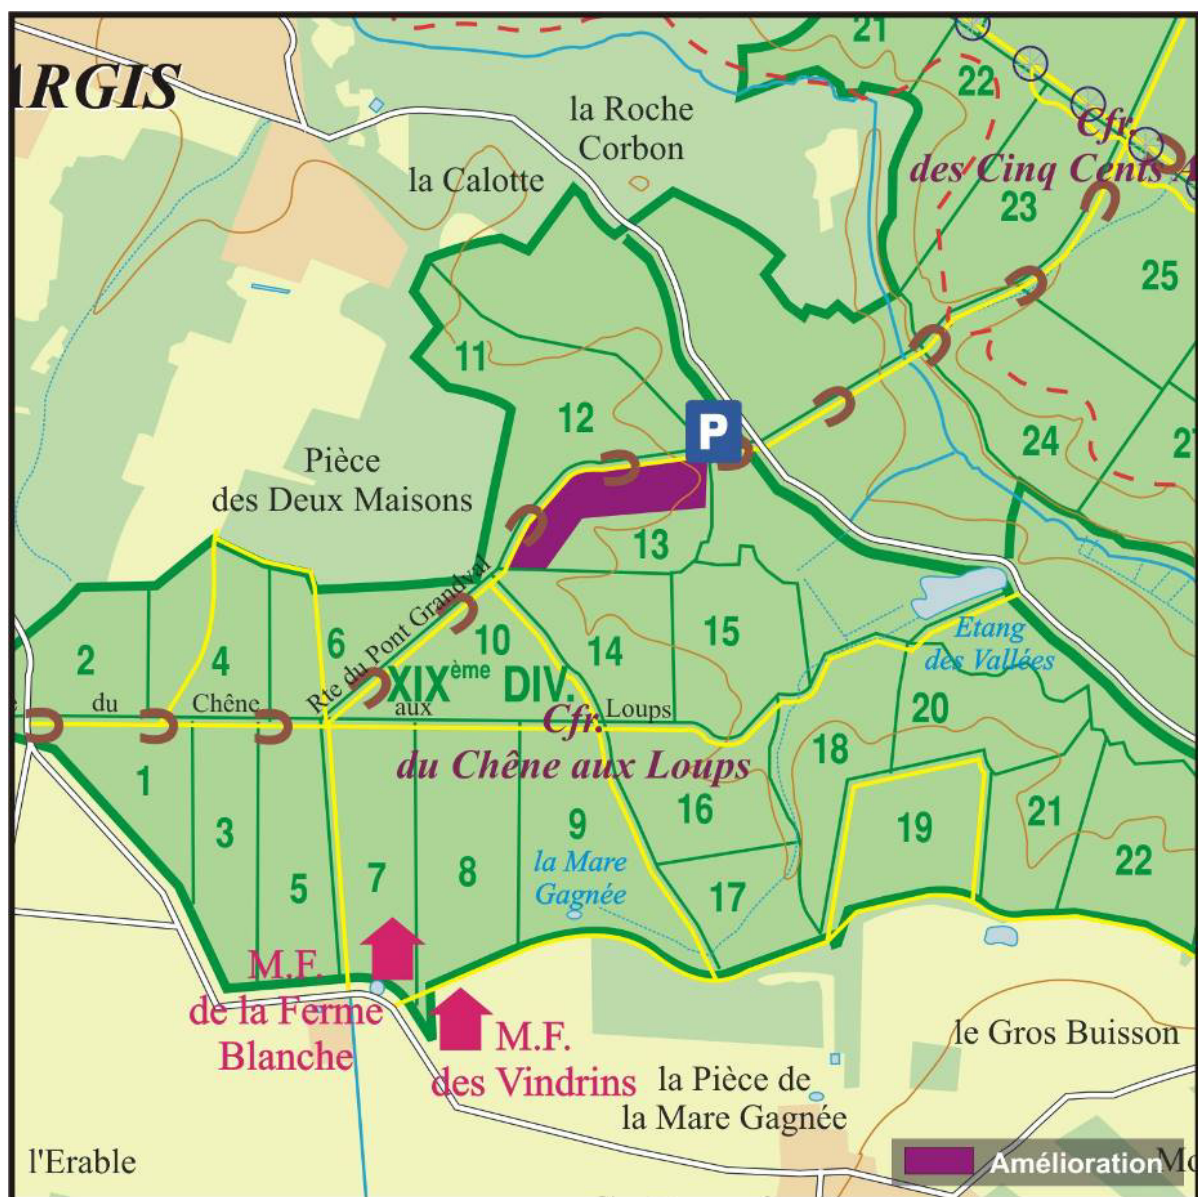 21
22
ARGIS
la Roche
Corbon
Cfr.
des Cinq Cents A
la Calotte
23
25
11
12
P
24
27
Pièce
des Deux Maisons
13
Rte du Pont Grandval
2
4
6
10
14
15
Etang
des Vallées
XIXème DIV.
e du Chêne aux Loups
Cfr.
du Chêne aux Loups
20
18
1
3
5
7
8
9
16
19
21
22
la Mare
Gagnée
17
M.F.
de la Ferme
Blanche
M.F.
des Vindrins
le Gros Buisson
la Pièce de
la Mare Gagnée
l'Erable
Amélioration
Mo